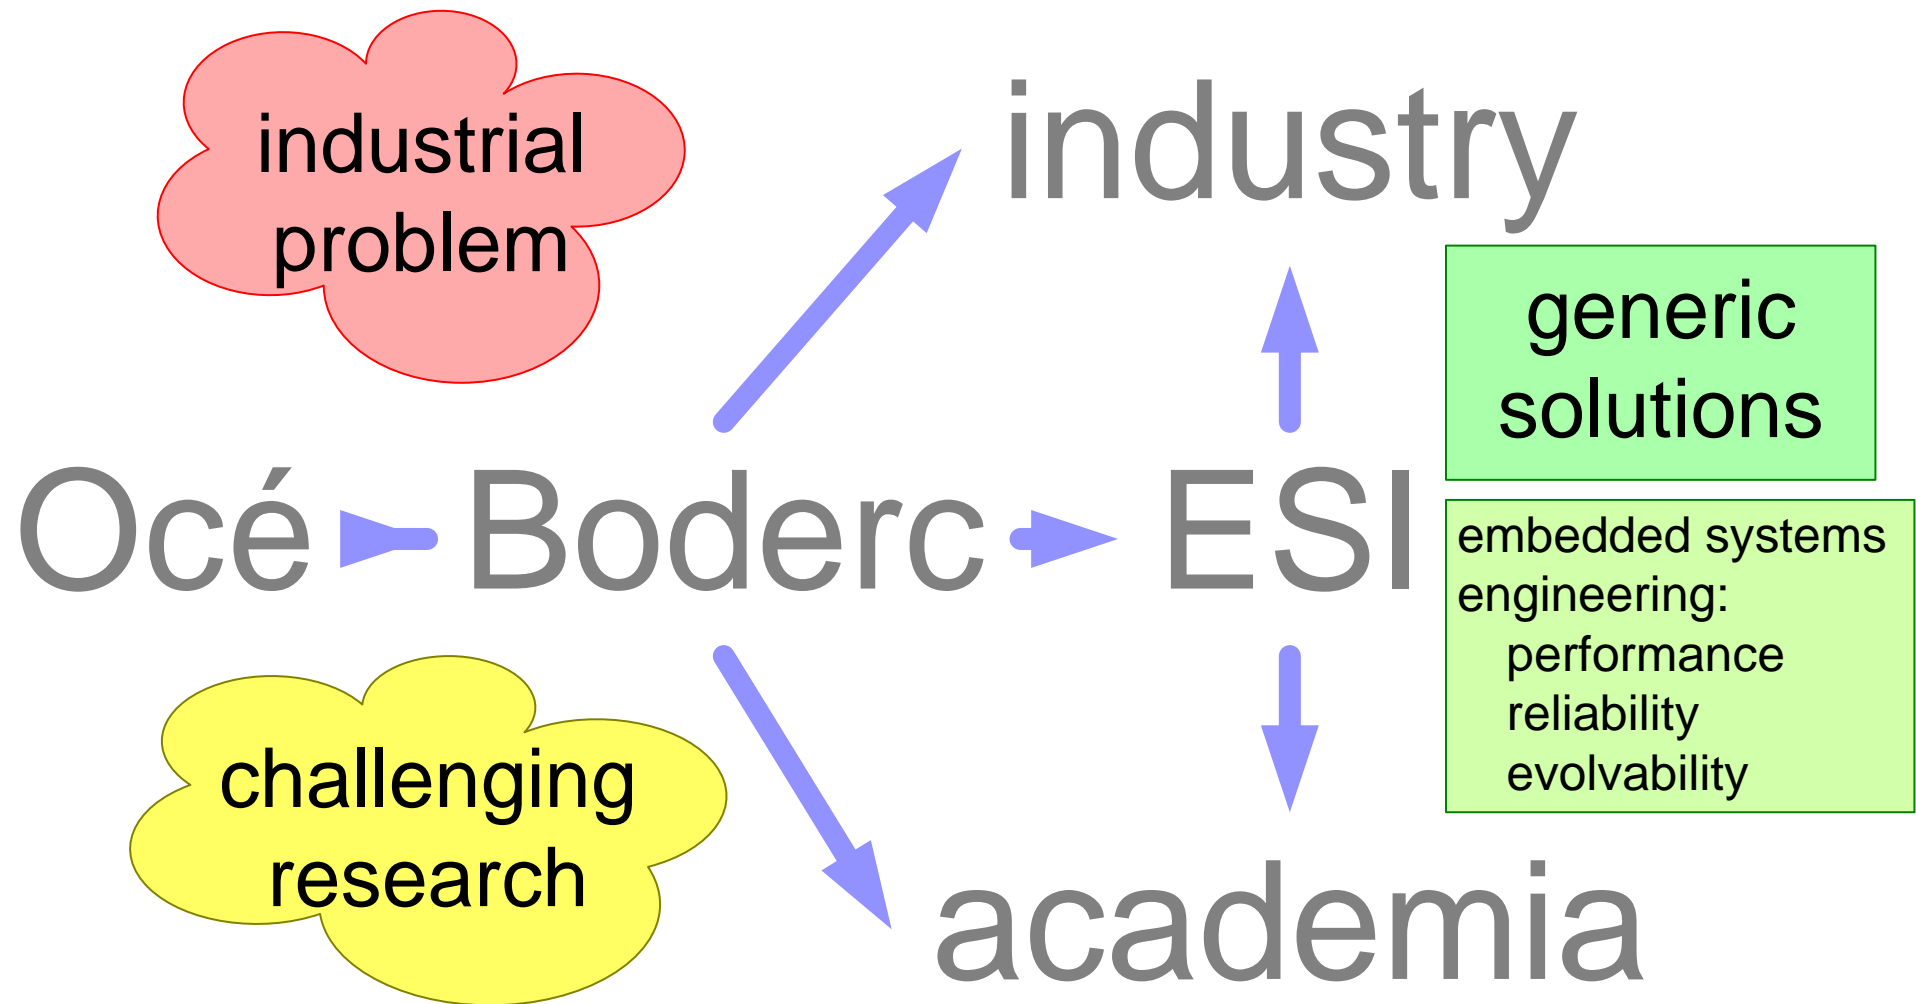 industrial
problem
industry
generic
solutions
Océ
Boderc
ESI
embedded systems
engineering:
performance
reliability
evolvability
challenging
research
academia